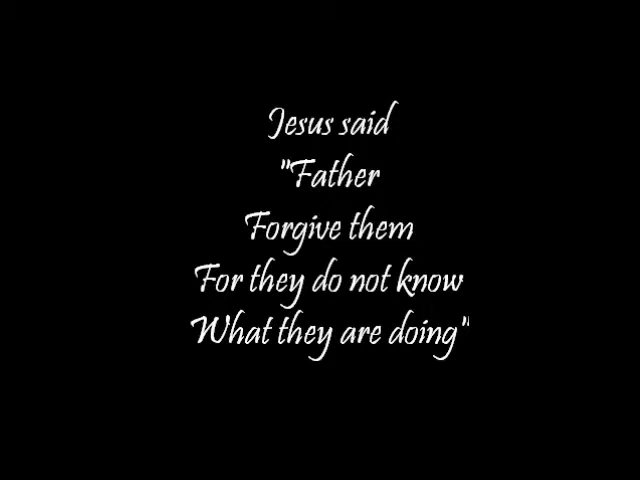 Jesus said
"Father
Forgive them
For they do not know
What they are doing"